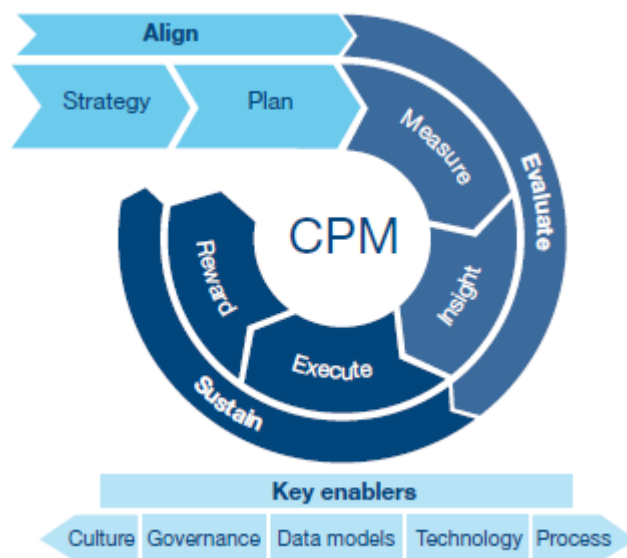 Align
Strategy
Plan
Measure
Evaluate
Insight
CPM
Reward
Execute
Sustain
Key enablers
Culture Governance Data models Technology Process